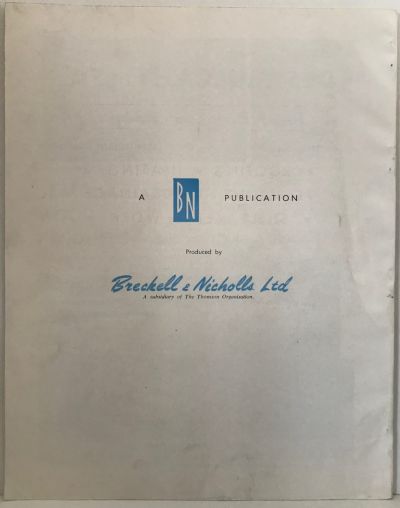 A BN PUBLICATION
Produced by
Breckell & Nicholls Ltd
A subsidiary of The Thomson Organisation.